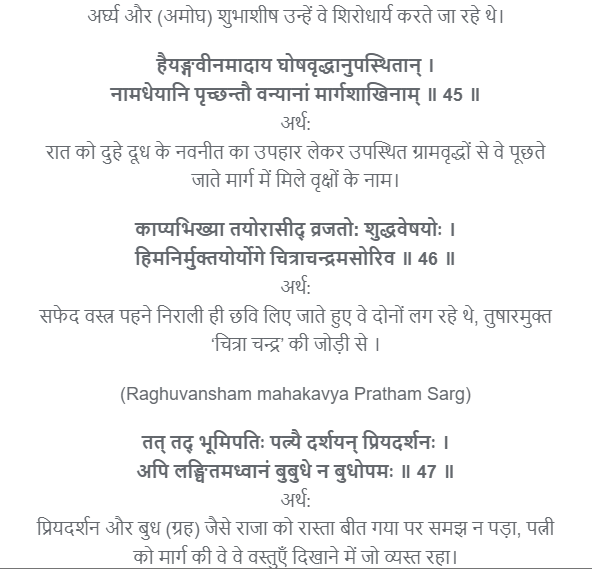 अर्घ्य और (अमोघ) शुभाशीष उन्हें वे शिरोधार्य करते जा रहे थे।
हैयङ्गवीनमादाय घोषवृद्धानुपस्थितान् ।
नामधेयानि पृच्छन्तौ वन्यानां मार्गशाखिनाम् ॥ 45 ॥
अर्थ:
रात को दुहे दूध के नवनीत का उपहार लेकर उपस्थित ग्रामवृद्धों से वे पूछते
जाते मार्ग में मिले वृक्षों के नाम।
काप्यभिख्या तयोरासीद् व्रजतो: शुद्धवेषयोः ।
हिमनिर्मुक्तयोर्योगे चित्राचन्द्रमसोरिव ॥ 46 ॥
अर्थ:
सफेद वस्त्र पहने निराली ही छवि लिए जाते हुए वे दोनों लग रहे थे, तुषारमुक्त
‘चित्रा चन्द्र’ की जोड़ी से ।
(Raghuvansham mahakavya Pratham Sarg)
तत् तद् भूमिपतिः पत्न्यै दर्शयन् प्रियदर्शनः ।
अपि लङ्घितमध्वानं बुबुधे न बुधोपमः ॥ 47 ॥
अर्थ:
प्रियदर्शन और बुध (ग्रह) जैसे राजा को रास्ता बीत गया पर समझ न पड़ा, पत्नी
को मार्ग की वे वे वस्तुएँ दिखाने में जो व्यस्त रहा।